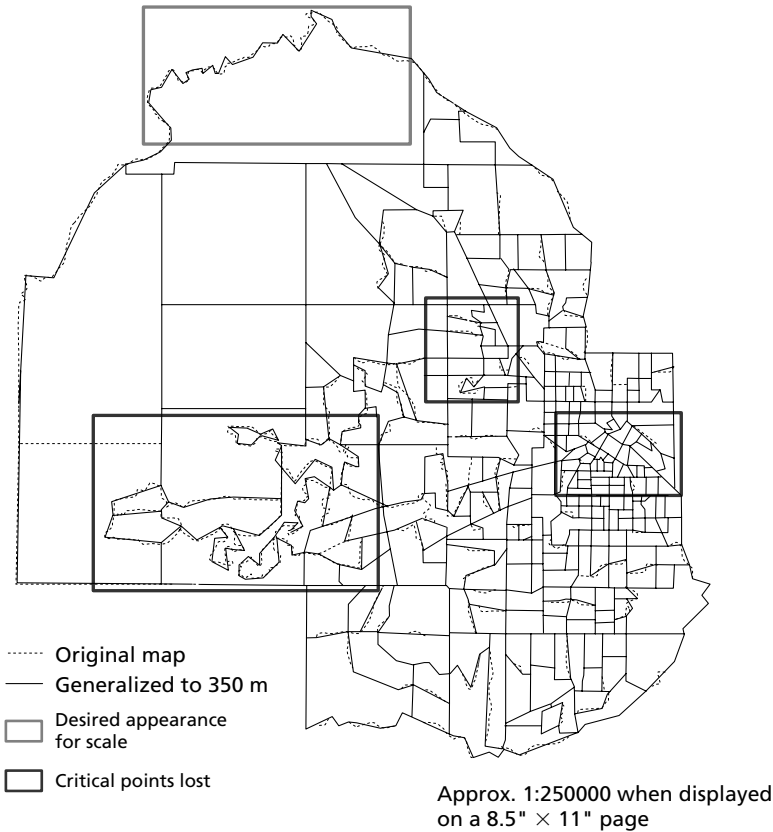 Original map
Generalized to 350 m
Desired appearance
for scale
Critical points lost
Approx. 1:250000 when displayed
on a 8.5" × 11" page